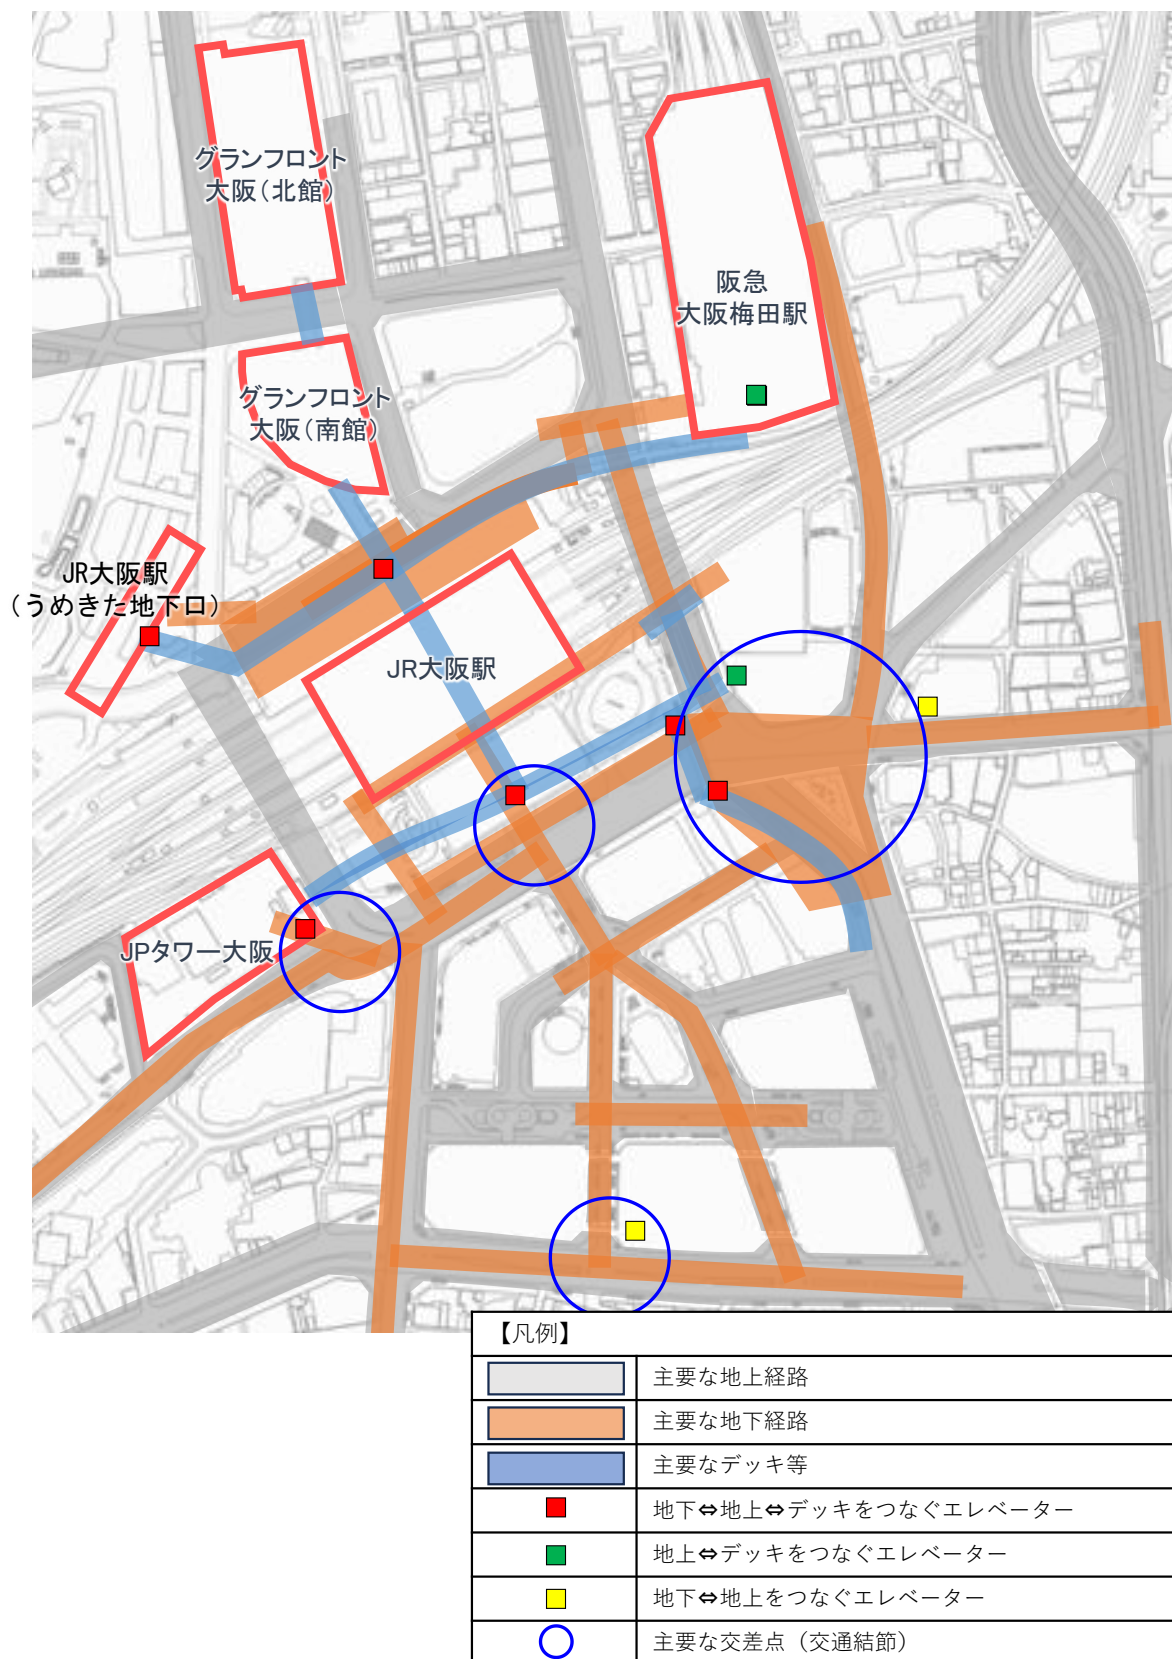 グランフロント
大阪（北館）
阪急
大阪梅田駅
グランフロント
大阪（南館）
JR大阪駅
（うめきた地下口）
JR大阪駅
JPタワー大阪
【凡例】
主要な地上経路
主要な地下経路
主要なデッキ等
地下⇔地上⇔デッキをつなぐエレベーター
地上⇔デッキをつなぐエレベーター
地下⇔地上をつなぐエレベーター
主要な交差点（交通結節）